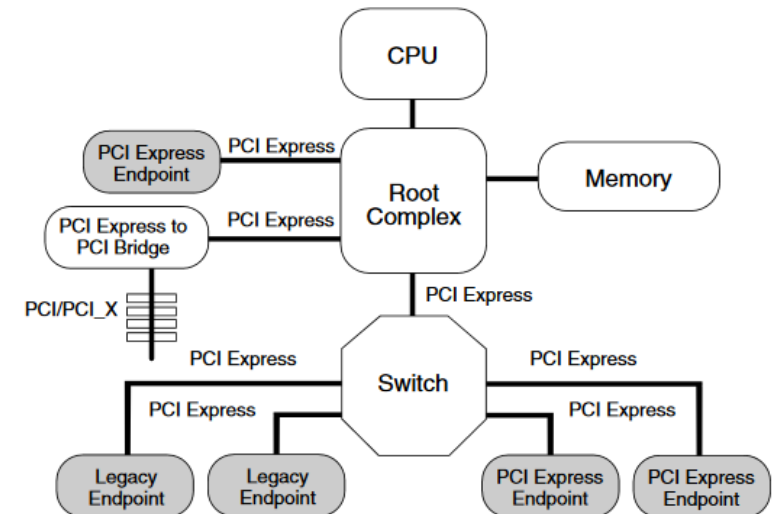 CPU
PCI Express
Endpoint
PCI Express
Root
Complex
Memory
PCI Express to
PCI Bridge
PCI Express
PCI/PCI_X
PCI Express
PCI Express
Switch
PCI Express
PCI Express
PCI Express
Legacy
Endpoint
Legacy
Endpoint
PCI Express
Endpoint
PCI Express
Endpoint